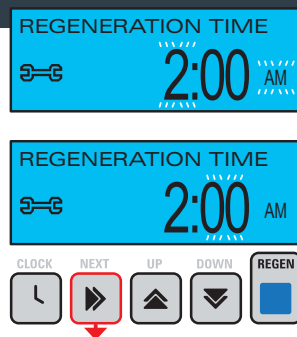 REGENERATION TIME
2:00 AM
REGENERATION TIME
2:00 AM
CLOCK NEXT UP DOWN REGEN